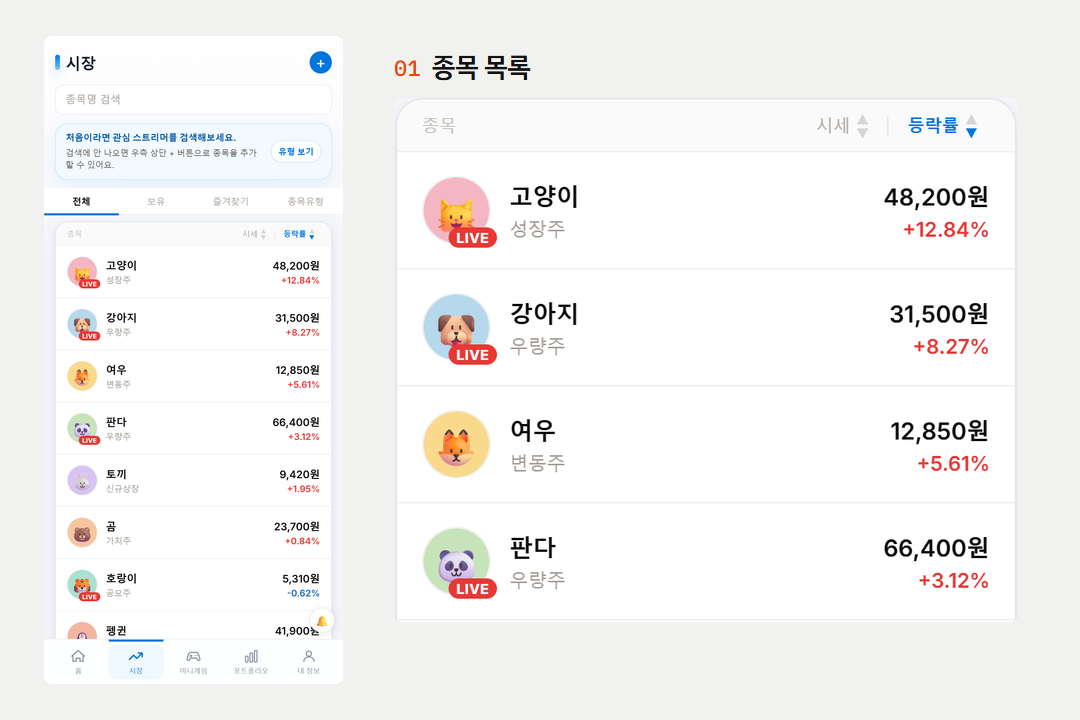 시장
+
종목명 검색
처음이라면 관심 스트리머를 검색해보세요.
검색에 안 나오면 우측 상단 + 버튼으로 종목을 추가
할 수 있어요.
유형 보기
전체 보유 즐겨찾기 종목유형
종목 시세 등락률
고양이 48,200원
LIVE 성장주 +12.84%
강아지 31,500원
LIVE 우량주 +8.27%
여우 12,850원
변동주 +5.61%
판다 66,400원
LIVE 우량주 +3.12%
토끼 9,420원
신규상장 +1.95%
곰 23,700원
가치주 +0.84%
호랑이 5,310원
LIVE 공모주 -0.62%
펭귄 41,900원
홈 시장 미니게임 포트폴리오 내 정보
01 종목 목록
종목 시세 등락률
고양이 48,200원
LIVE 성장주 +12.84%
강아지 31,500원
LIVE 우량주 +8.27%
여우 12,850원
변동주 +5.61%
판다 66,400원
LIVE 우량주 +3.12%